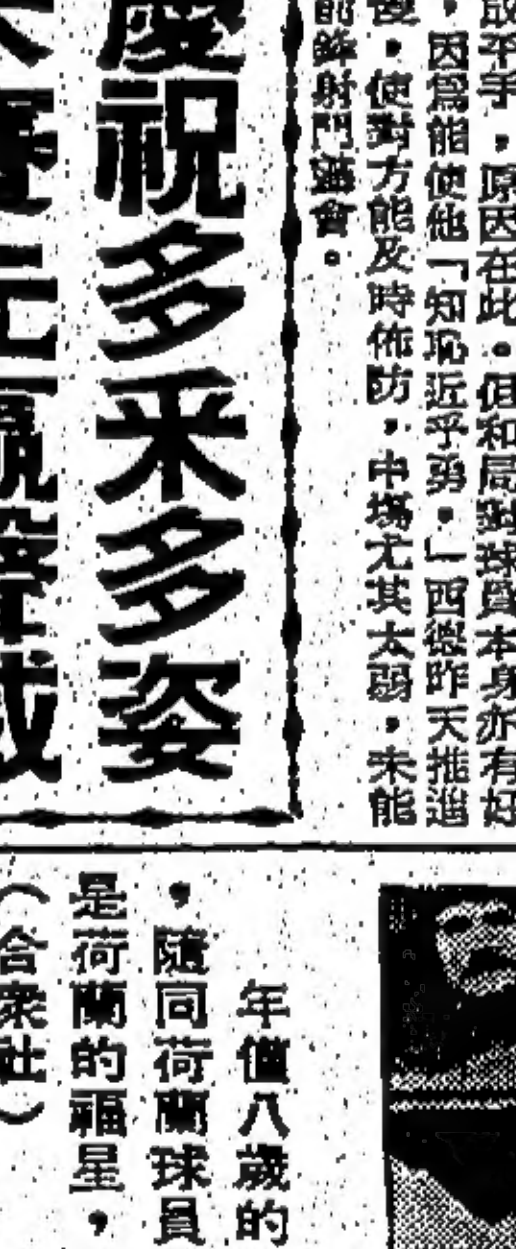 成平手，原因在此。但和局對球員本身亦有好
，因爲能使他「知恥近乎勇。」西德昨天推進
，使對方能及時佈防，中場尤其太弱，未能
前鋒射門機會。
慶祝多采多姿
年僅八歲的
，隨同荷蘭球員
是荷蘭的福星，
（合衆社）